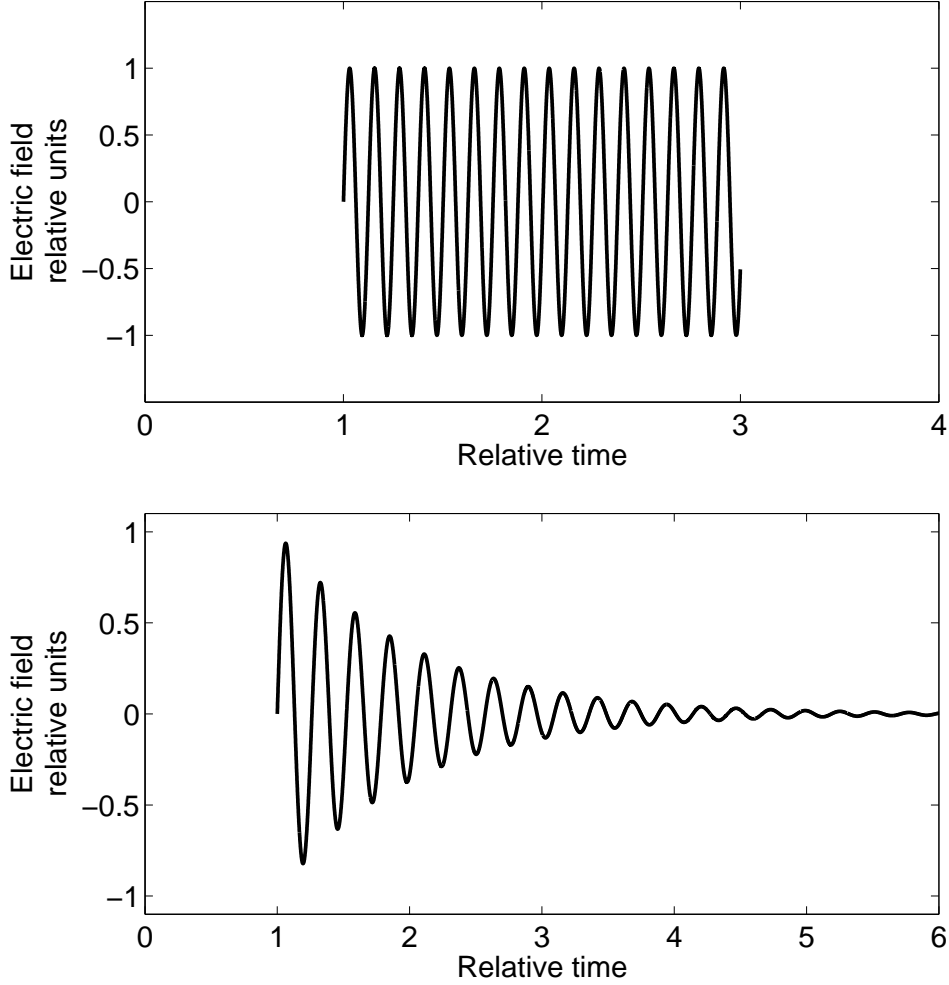 Electric field
relative units
1
0.5
0
−0.5
−1
0 1 2 3 4
Relative time
Electric field
relative units
1
0.5
0
−0.5
−1
0 1 2 3 4 5 6
Relative time